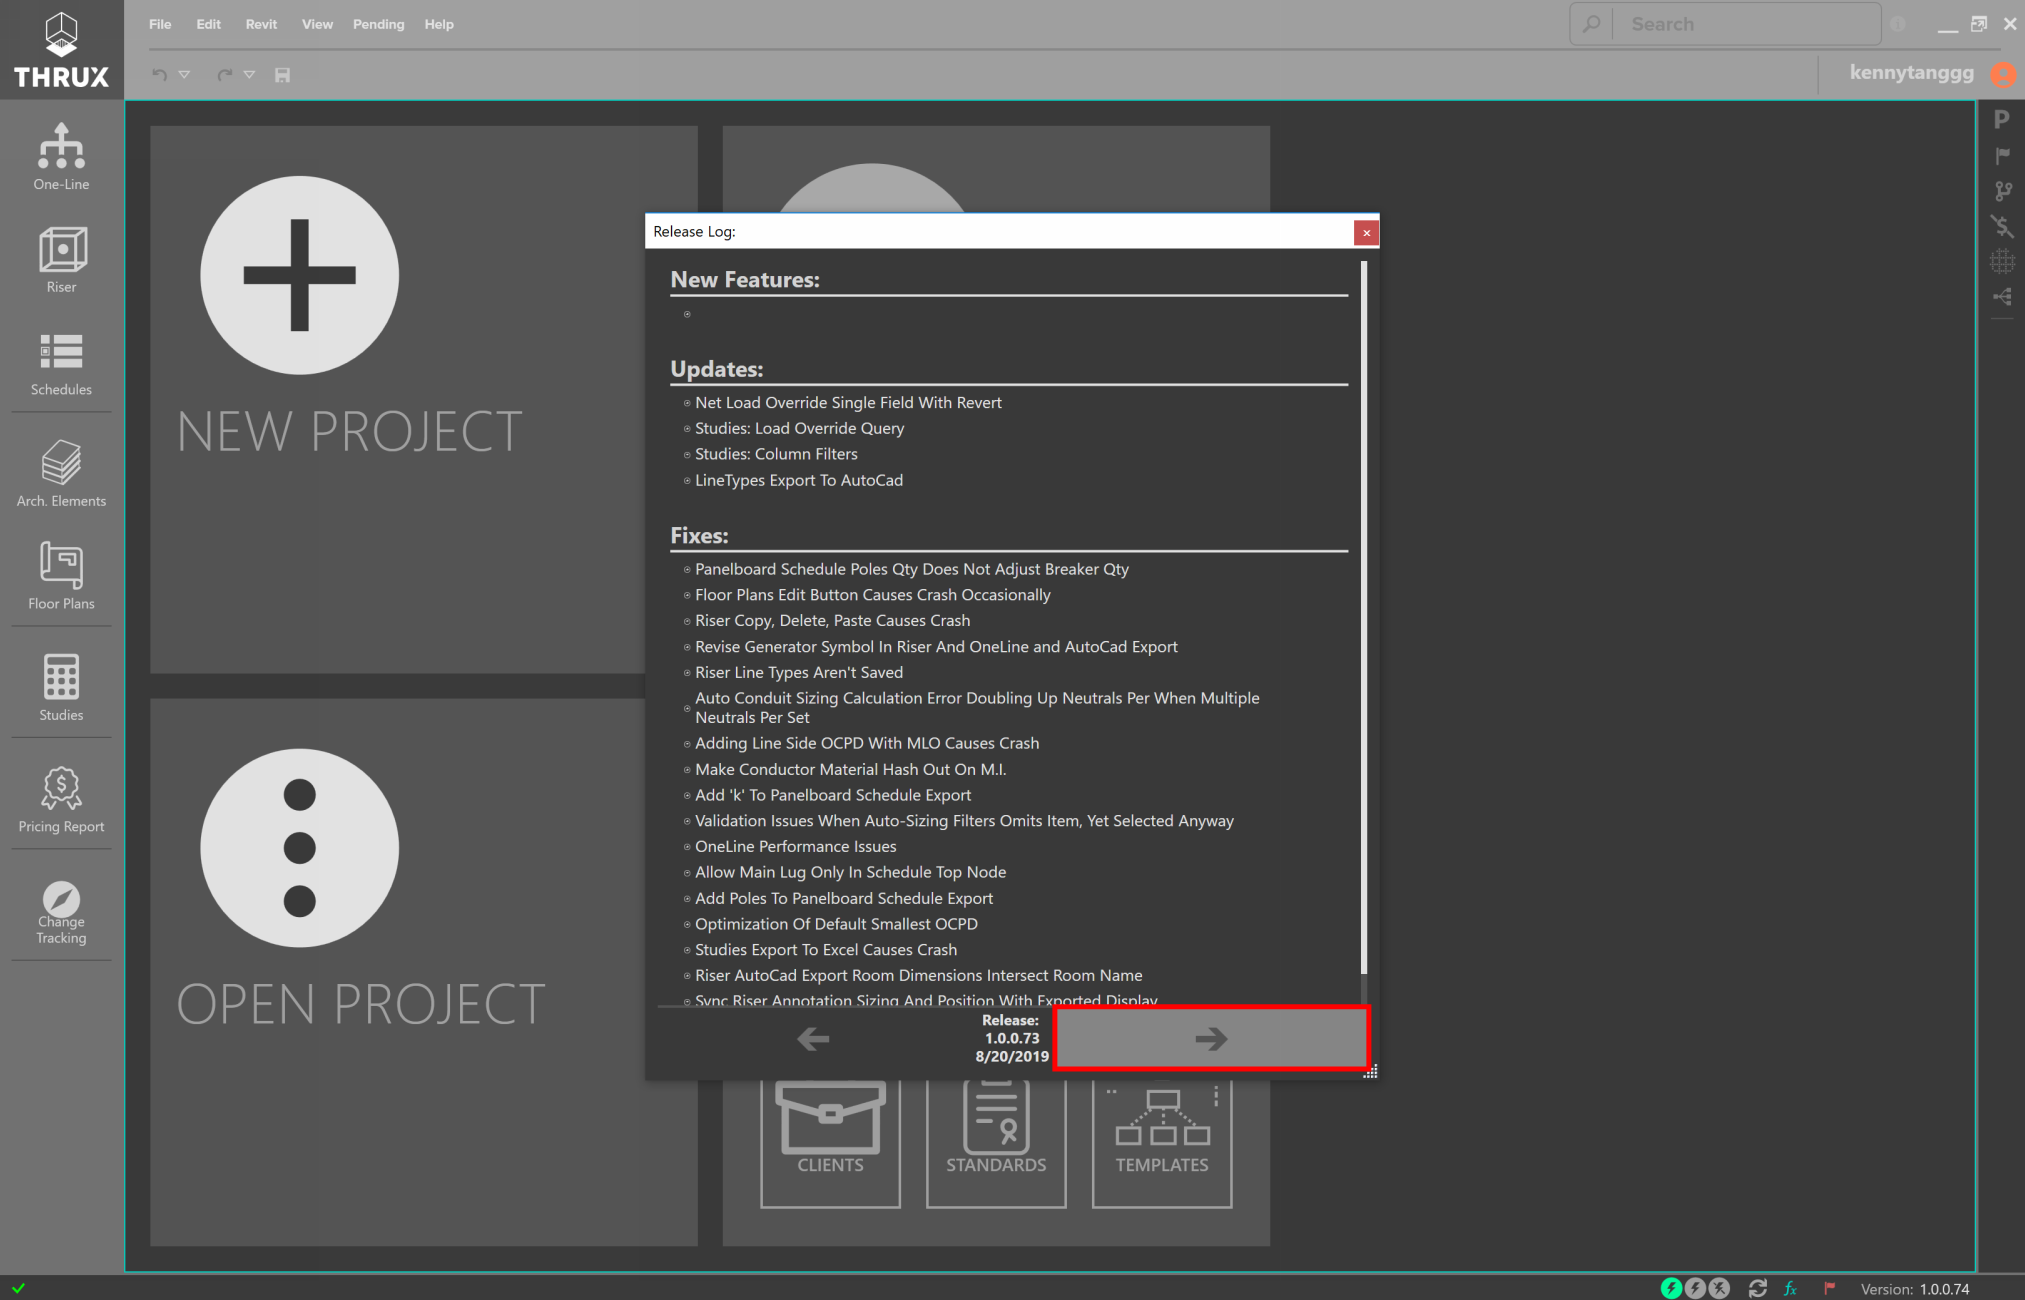 THRUX
File
Edit
Revit
View
Pending
Help
Search
kennytanggg
One-Line
Riser
Schedules
Arch. Elements
Floor Plans
Studies
Pricing Report
Change
Tracking
NEW PROJECT
OPEN PROJECT
Release Log:
New Features:
Updates:
Net Load Override Single Field With Revert
Studies: Load Override Query
Studies: Column Filters
LineTypes Export To AutoCad
Fixes:
Panelboard Schedule Poles Qty Does Not Adjust Breaker Qty
Floor Plans Edit Button Causes Crash Occasionally
Riser Copy, Delete, Paste Causes Crash
Revise Generator Symbol In Riser And OneLine and AutoCad Export
Riser Line Types Aren't Saved
Auto Conduit Sizing Calculation Error Doubling Up Neutrals Per When Multiple
Neutrals Per Set
Adding Line Side OCPD With MLO Causes Crash
Make Conductor Material Hash Out On M.I.
Add 'k' To Panelboard Schedule Export
Validation Issues When Auto-Sizing Filters Omits Item, Yet Selected Anyway
OneLine Performance Issues
Allow Main Lug Only In Schedule Top Node
Add Poles To Panelboard Schedule Export
Optimization Of Default Smallest OCPD
Studies Export To Excel Causes Crash
Riser AutoCad Export Room Dimensions Intersect Room Name
Sync Riser Annotation Sizing And Position With Exported Display
Release:
1.0.0.73
8/20/2019
CLIENTS
STANDARDS
TEMPLATES
P
fx
Version: 1.0.0.74